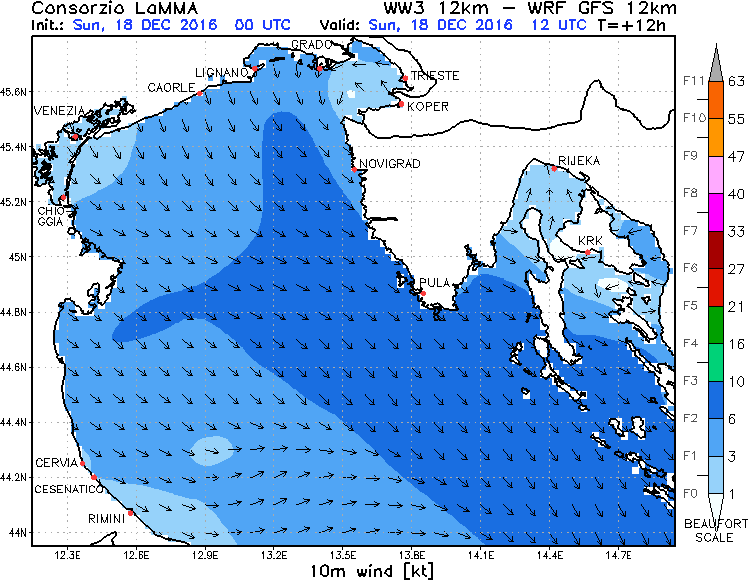 Consorzio LaMMA WW3 12km – WRF GFS 12km
Init.: Sun, 18 DEC 2016 00 UTC Valid: Sun, 18 DEC 2016 12 UTC T=+12h
GRADO
LIGNANO
TRIESTE
CAORLE
KOPER
VENEZIA
NOVIGRAD
RIJEKA
CHIO–
GGIA
KRK
PULA
CERVIA
CESENATICO
RIMINI
45.6N
45.4N
45.2N
45N
44.8N
44.6N
44.4N
44.2N
44N
12.3E 12.6E 12.9E 13.2E 13.5E 13.8E 14.1E 14.4E 14.7E
10m wind [kt]
F11 63
F10 55
F9 47
F8 40
F7 33
F6 27
F5 21
F4 16
F3 10
F2 6
F1 3
F0 1
BEAUFORT
SCALE